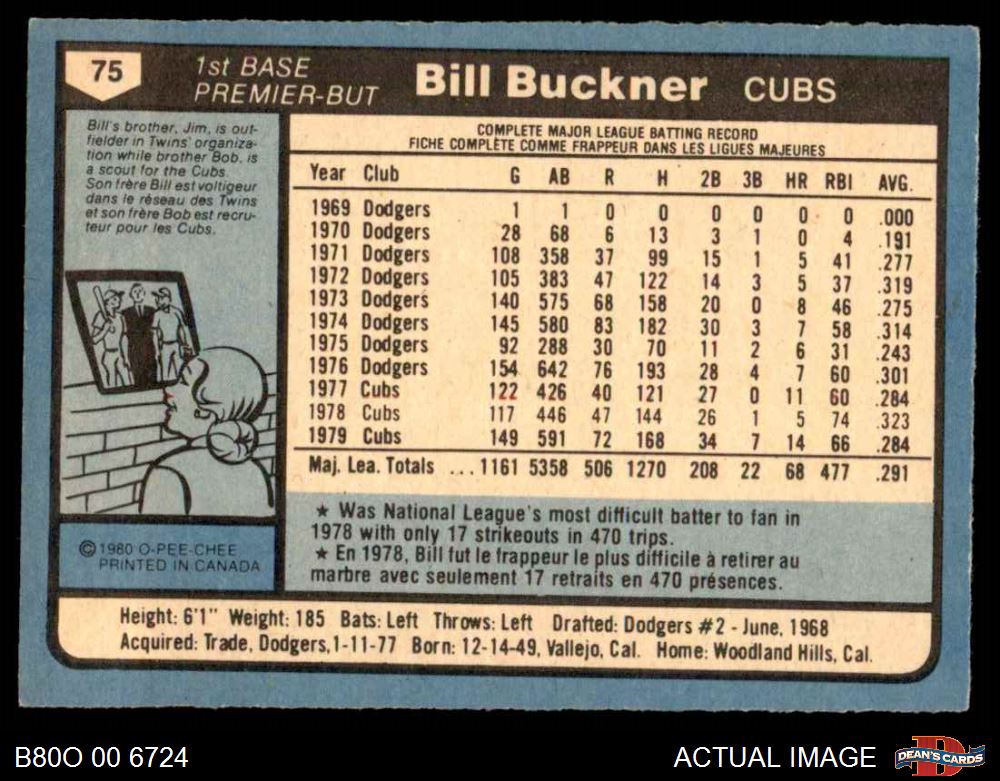 75
1st BASE
PREMIER-BUT
Bill Buckner CUBS
Bill's brother, Jim, is out-
fielder in Twins' organiza-
tion while brother Bob, is
a scout for the Cubs.
Son frère Bill est voltigeur
dans le réseau des Twins
et son frère Bob est recru-
teur pour les Cubs.
COMPLETE MAJOR LEAGUE BATTING RECORD
FICHE COMPLÈTE COMME FRAPPEUR DANS LES LIGUES MAJEURES
Year Club G AB R H 2B 3B HR RBI AVG.
1969 Dodgers 1 1 0 0 0 0 0 0 .000
1970 Dodgers 28 68 6 13 3 1 0 4 .191
1971 Dodgers 108 358 37 99 15 1 5 41 .277
1972 Dodgers 105 383 47 122 14 3 5 37 .319
1973 Dodgers 140 575 68 158 20 0 8 46 .275
1974 Dodgers 145 580 83 182 30 3 7 58 .314
1975 Dodgers 92 288 30 70 11 2 6 31 .243
1976 Dodgers 154 642 76 193 28 4 7 60 .301
1977 Cubs 122 426 40 121 27 0 11 60 .284
1978 Cubs 117 446 47 144 26 1 5 74 .323
1979 Cubs 149 591 72 168 34 7 14 66 .284
Maj. Lea. Totals ... 1161 5358 506 1270 208 22 68 477 .291
★ Was National League's most difficult batter to fan in
1978 with only 17 strikeouts in 470 trips.
★ En 1978, Bill fut le frappeur le plus difficile à retirer au
marbre avec seulement 17 retraits en 470 présences.
© 1980 O-PEE-CHEE
PRINTED IN CANADA
Height: 6'1" Weight: 185 Bats: Left Throws: Left Drafted: Dodgers #2 - June, 1968
Acquired: Trade, Dodgers, 1-11-77 Born: 12-14-49, Vallejo, Cal. Home: Woodland Hills, Cal.
B80O 00 6724
ACTUAL IMAGE
D
DEAN'S CARDS